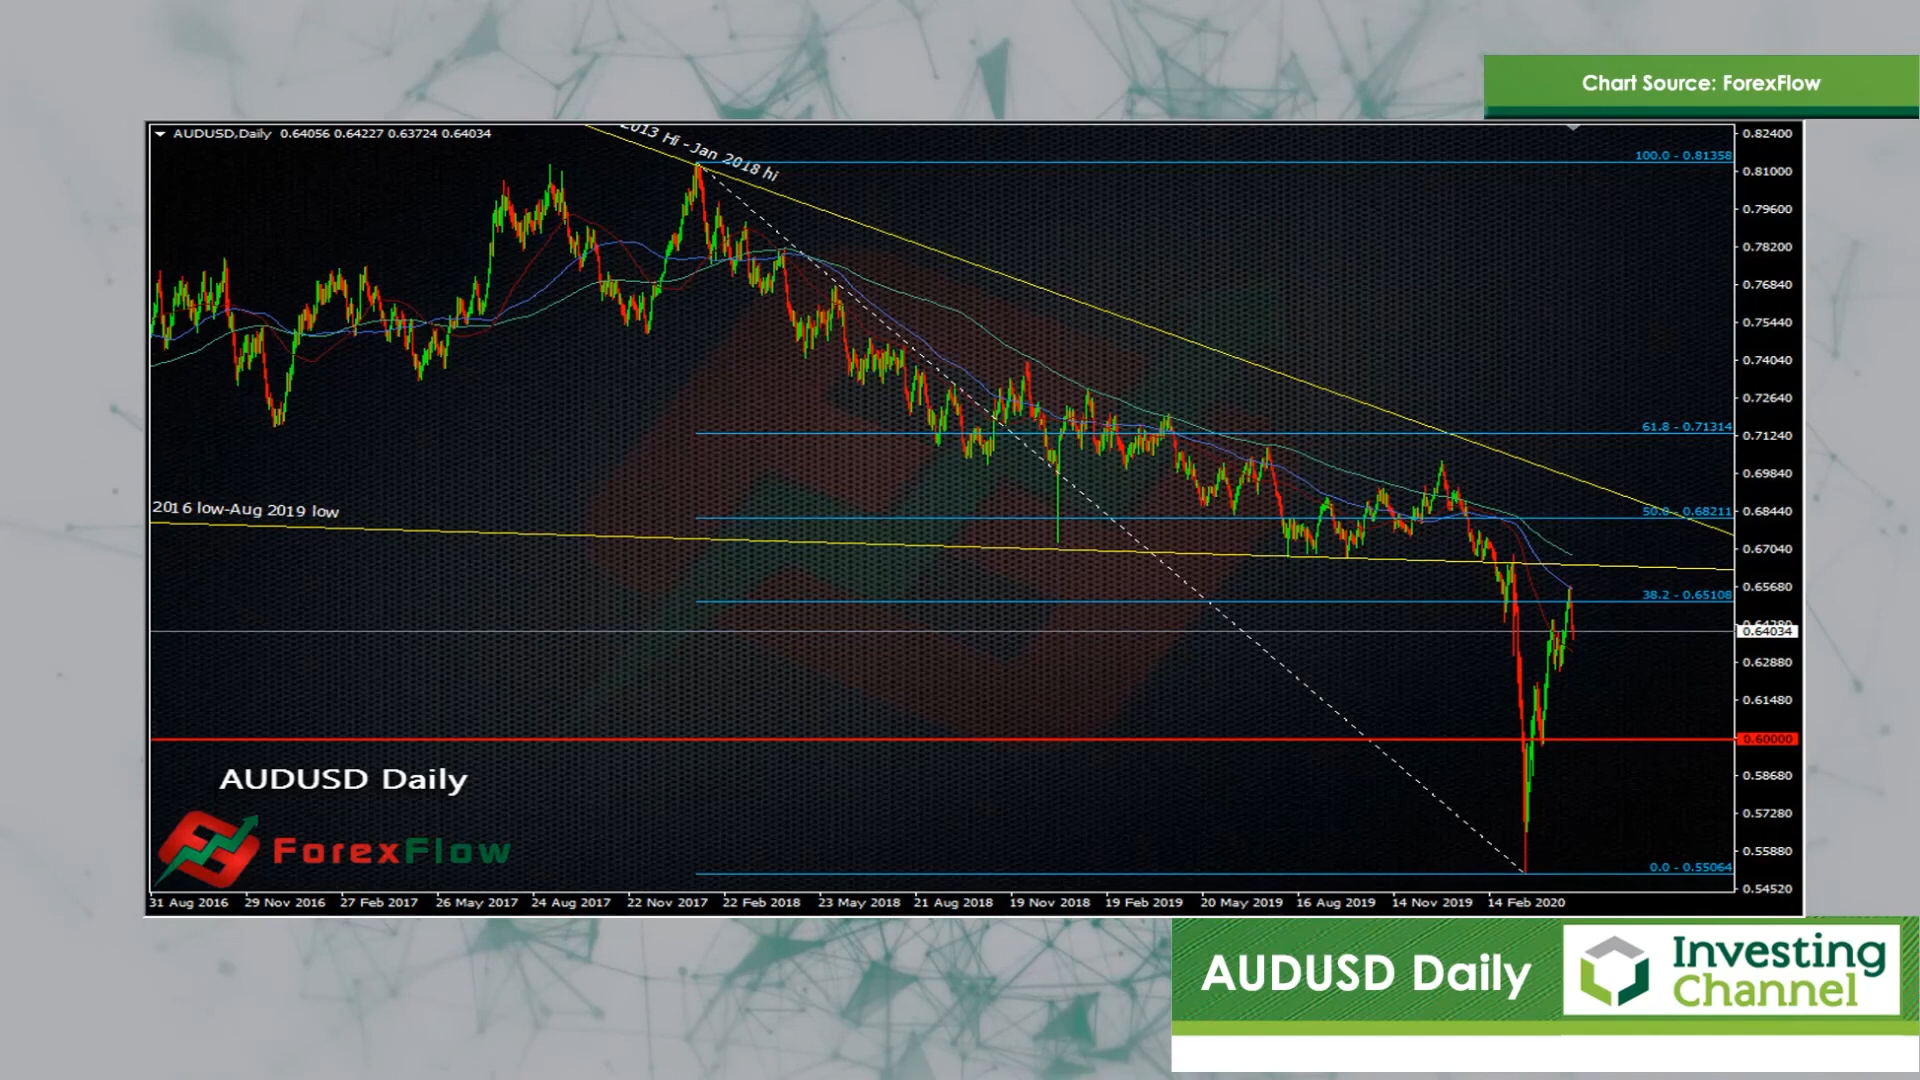 Chart Source: ForexFlow
AUDUSD,Daily 0.64056 0.64227 0.63724 0.64034
2013 Hi -Jan 2018 hi
100.0 - 0.81358
61.8 - 0.71314
2016 low-Aug 2019 low
50.0 - 0.68211
38.2 - 0.65108
0.0 - 0.55064
0.82400
0.81000
0.79600
0.78200
0.76840
0.75440
0.74040
0.72640
0.71240
0.69840
0.68440
0.67040
0.65680
0.64280
0.64034
0.62880
0.61480
0.60000
0.58680
0.57280
0.55880
0.54520
AUDUSD Daily
ForexFlow
31 Aug 2016 29 Nov 2016 27 Feb 2017 26 May 2017 24 Aug 2017 22 Nov 2017 22 Feb 2018 23 May 2018 21 Aug 2018 19 Nov 2018 19 Feb 2019 20 May 2019 16 Aug 2019 14 Nov 2019 14 Feb 2020
AUDUSD Daily
Investing
Channel